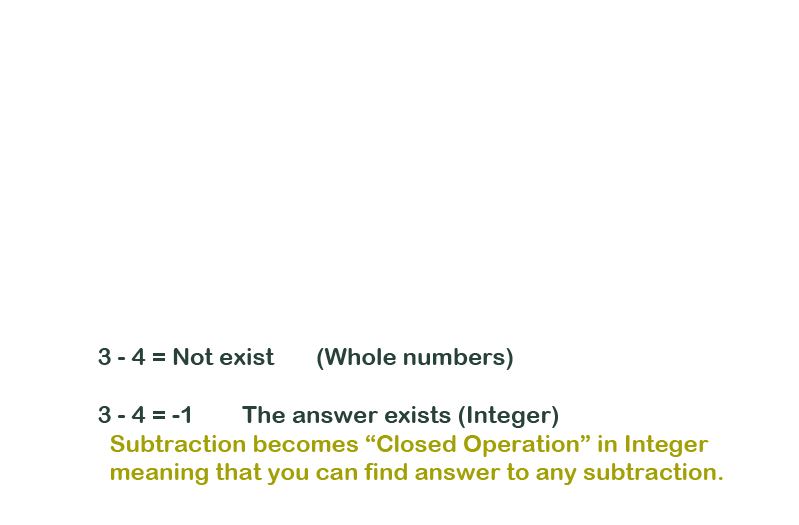 3 - 4 = Not exist (Whole numbers)
3 - 4 = -1 The answer exists (Integer)
Subtraction becomes “Closed Operation” in Integer
meaning that you can find answer to any subtraction.